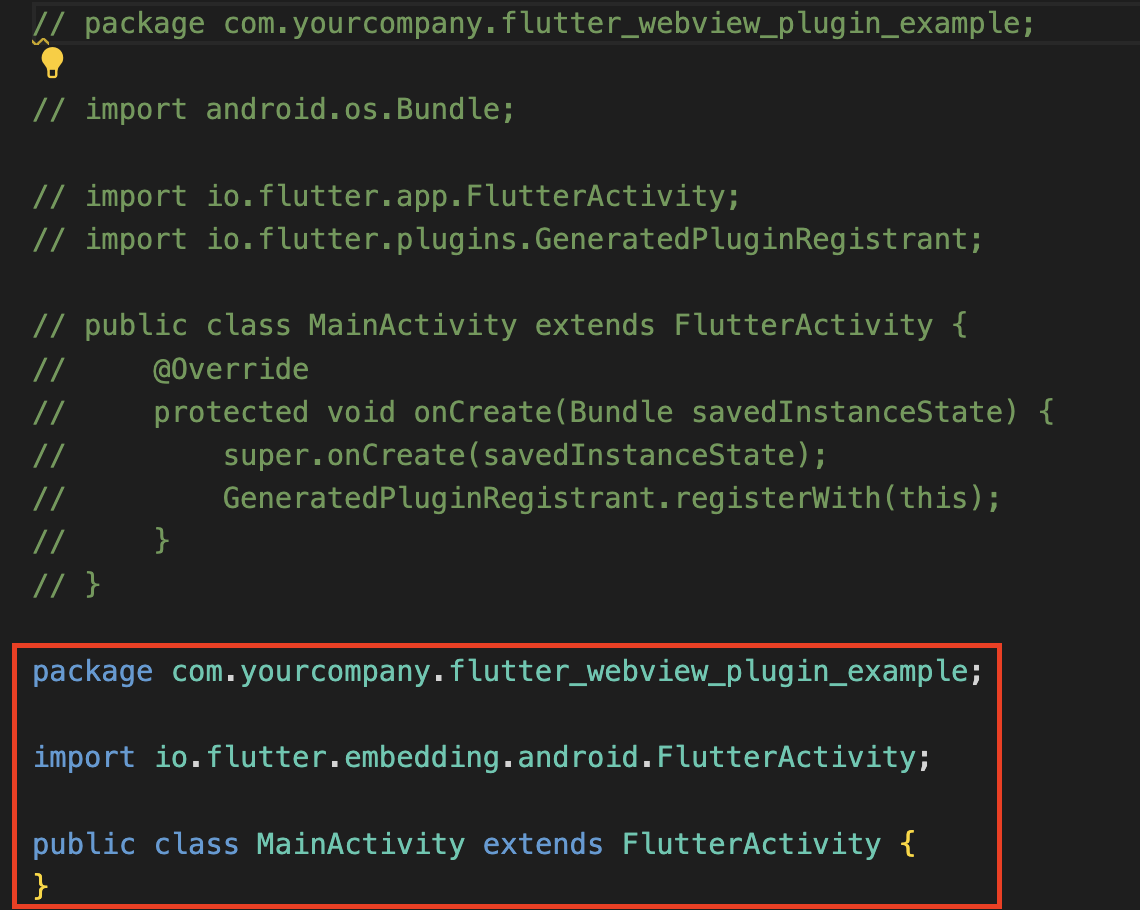 // package com.yourcompany.flutter_webview_plugin_example;
// import android.os.Bundle;
// import io.flutter.app.FlutterActivity;
// import io.flutter.plugins.GeneratedPluginRegistrant;
// public class MainActivity extends FlutterActivity {
//     @Override
//     protected void onCreate(Bundle savedInstanceState) {
//         super.onCreate(savedInstanceState);
//         GeneratedPluginRegistrant.registerWith(this);
//     }
// }
package com.yourcompany.flutter_webview_plugin_example;
import io.flutter.embedding.android.FlutterActivity;
public class MainActivity extends FlutterActivity {
}